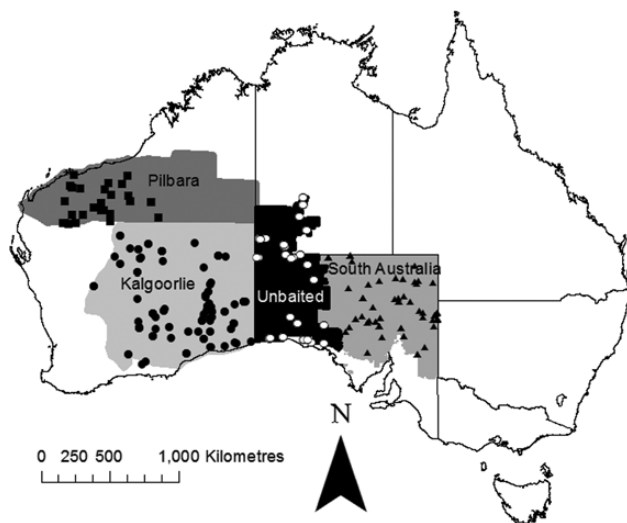 Pilbara
South Australia
Kalgoorlie
Unbaited
N
0 250 500 1,000 Kilometres